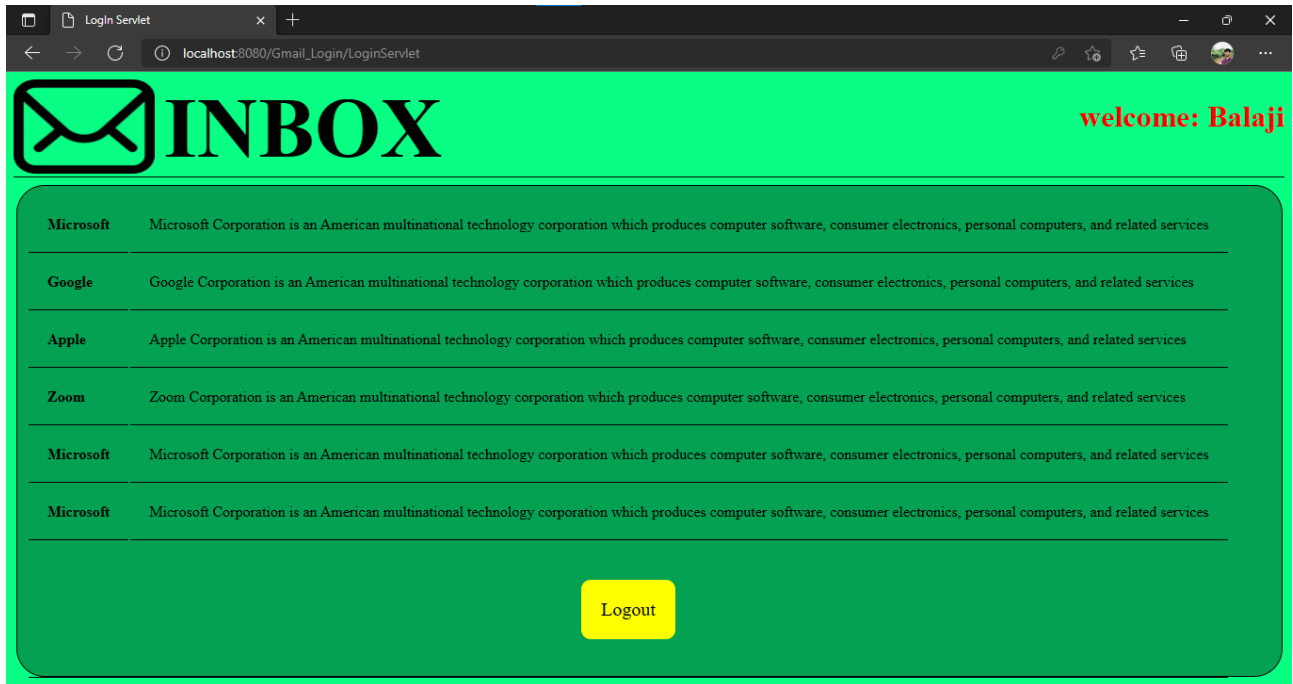 LogIn Servlet
localhost:8080/Gmail_Login/LoginServlet
INBOX
welcome: Balaji
Microsoft Microsoft Corporation is an American multinational technology corporation which produces computer software, consumer electronics, personal computers, and related services
Google Google Corporation is an American multinational technology corporation which produces computer software, consumer electronics, personal computers, and related services
Apple Apple Corporation is an American multinational technology corporation which produces computer software, consumer electronics, personal computers, and related services
Zoom Zoom Corporation is an American multinational technology corporation which produces computer software, consumer electronics, personal computers, and related services
Microsoft Microsoft Corporation is an American multinational technology corporation which produces computer software, consumer electronics, personal computers, and related services
Microsoft Microsoft Corporation is an American multinational technology corporation which produces computer software, consumer electronics, personal computers, and related services
Logout